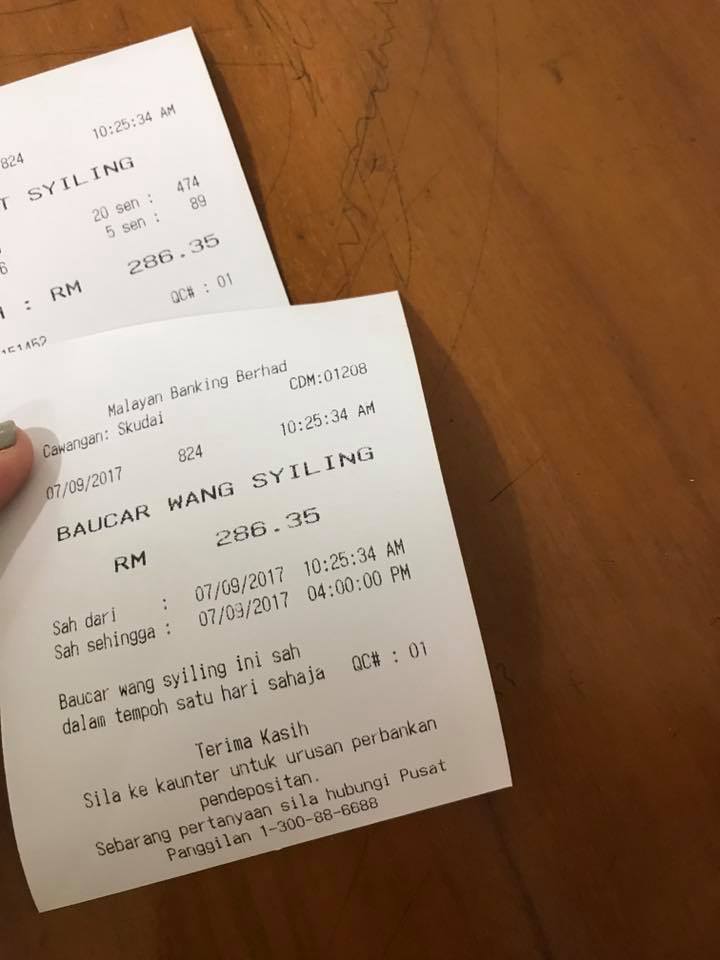 824 10:25:34 AM
T SYILING
20 sen : 474
6 5 sen : 89
: RM 286.35
QC# : 01
151452
Malayan Banking Berhad
Cawangan: Skudai CDM:01208
07/09/2017 824 10:25:34 AM
BAUCAR WANG SYILING
RM 286.35
Sah dari : 07/09/2017 10:25:34 AM
Sah sehingga : 07/09/2017 04:00:00 PM
Baucar wang syiling ini sah
dalam tempoh satu hari sahaja QC# : 01
Terima Kasih
Sila ke kaunter untuk urusan perbankan
pendepositan.
Sebarang pertanyaan sila hubungi Pusat
Panggilan 1-300-88-6688